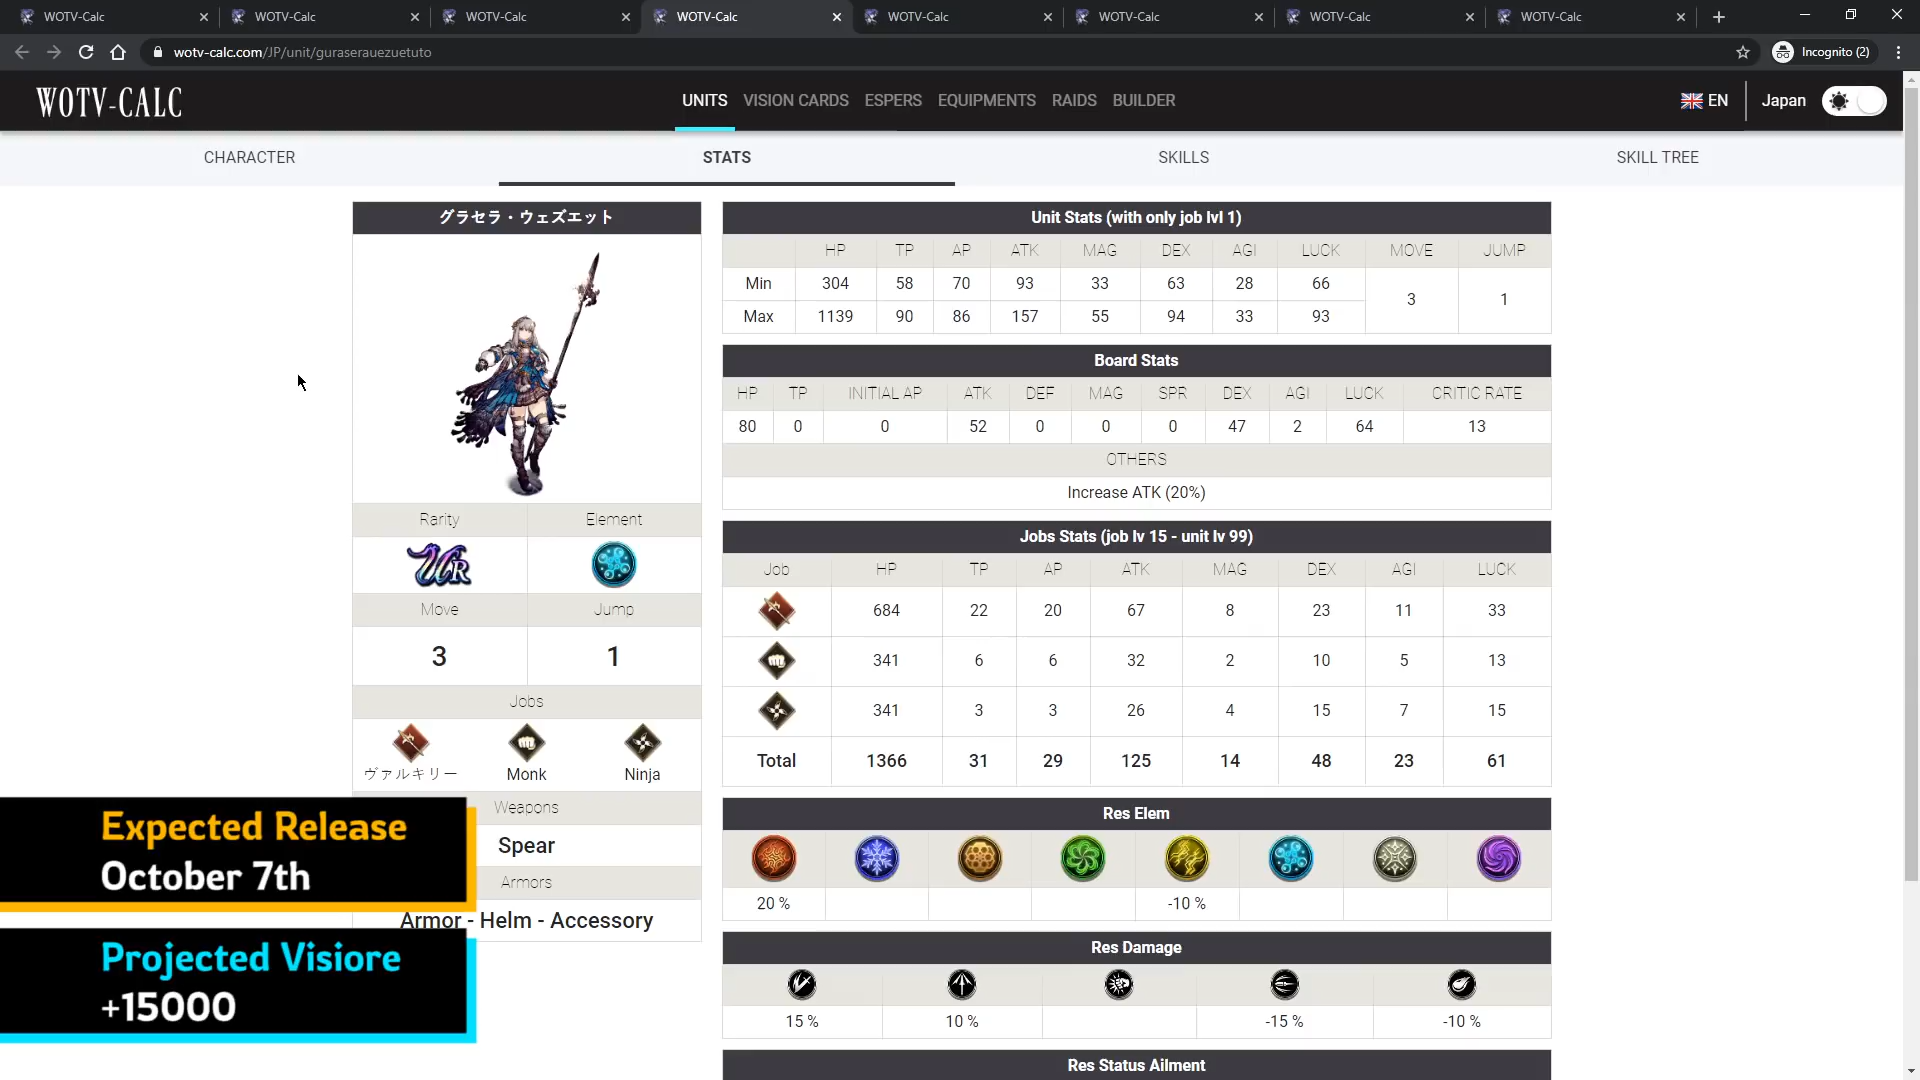 WOTV-Calc WOTV-Calc WOTV-Calc WOTV-Calc WOTV-Calc WOTV-Calc WOTV-Calc WOTV-Calc
wotv-calc.com/JP/unit/guraserauezuetuto
Incognito (2)
WOTV-CALC
UNITS VISION CARDS ESPERS EQUIPMENTS RAIDS BUILDER
EN Japan
CHARACTER STATS SKILLS SKILL TREE
グラセラ・ウェズエット
Rarity Element
UR
Move Jump
3 1
Jobs
ヴァルキリー Monk Ninja
Weapons
Spear
Armors
Armor - Helm - Accessory
Expected Release
October 7th
Projected Visiore
+15000
Unit Stats (with only job lvl 1)
HP TP AP ATK MAG DEX AGI LUCK MOVE JUMP
Min 304 58 70 93 33 63 28 66 3 1
Max 1139 90 86 157 55 94 33 93
Board Stats
HP TP INITIAL AP ATK DEF MAG SPR DEX AGI LUCK CRITIC RATE
80 0 0 52 0 0 0 47 2 64 13
OTHERS
Increase ATK (20%)
Jobs Stats (job lv 15 - unit lv 99)
Job HP TP AP ATK MAG DEX AGI LUCK
684 22 20 67 8 23 11 33
341 6 6 32 2 10 5 13
341 3 3 26 4 15 7 15
Total 1366 31 29 125 14 48 23 61
Res Elem
20 % -10 %
Res Damage
15 % 10 % -15 % -10 %
Res Status Ailment